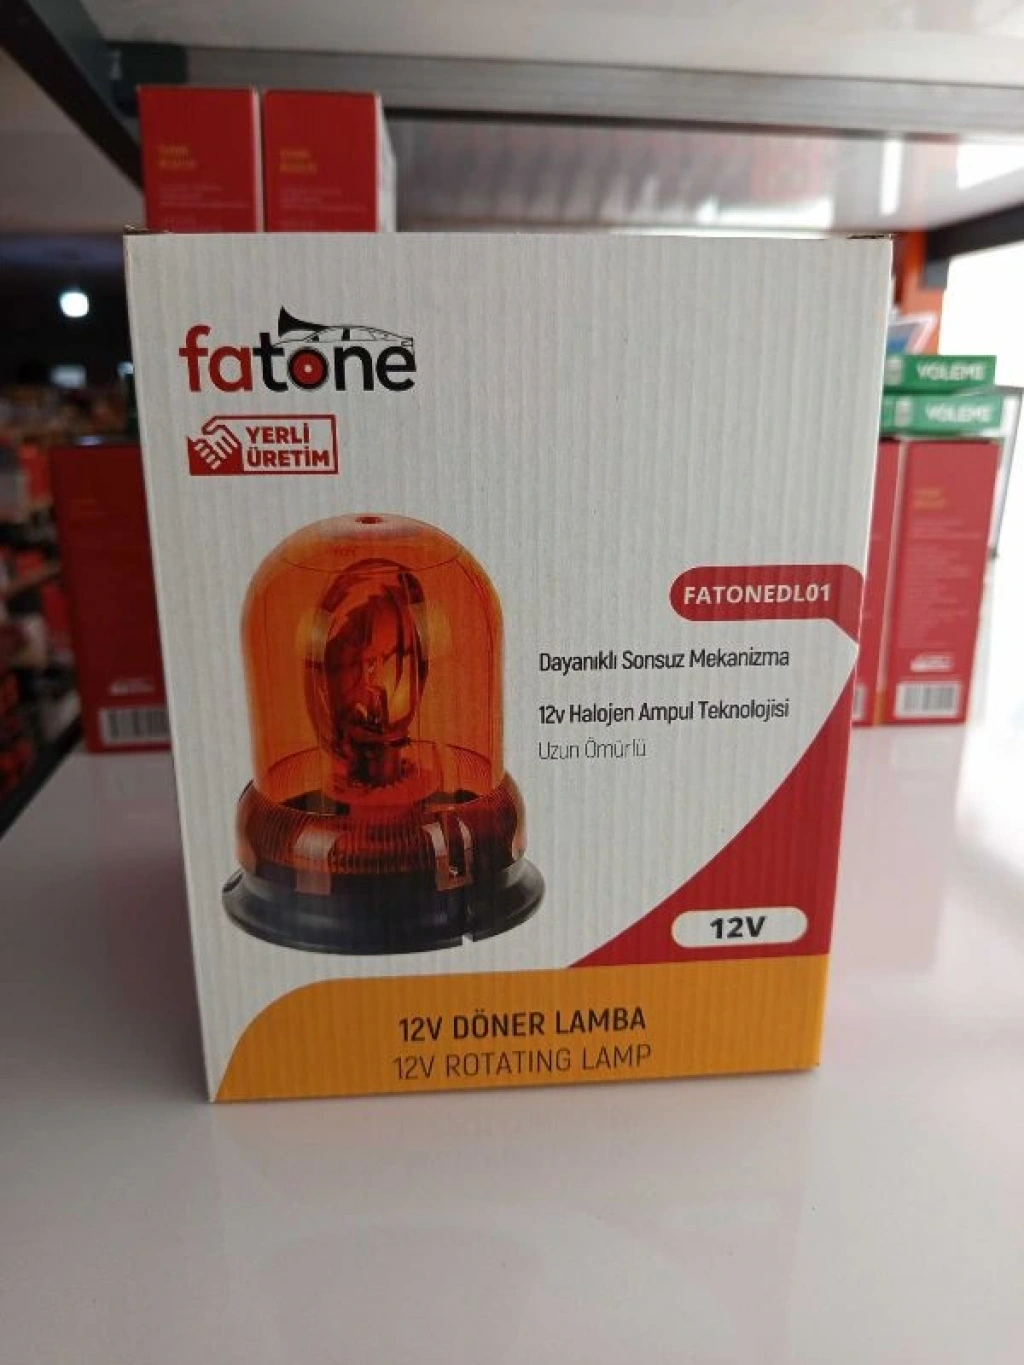 fatone
YERLİ
ÜRETİM
FATONEDL01
Dayanıklı Sonsuz Mekanizma
12v Halojen Ampul Teknolojisi
Uzun Ömürlü
12V
12V DÖNER LAMBA
12V ROTATING LAMP
VOLEME
VOLEME